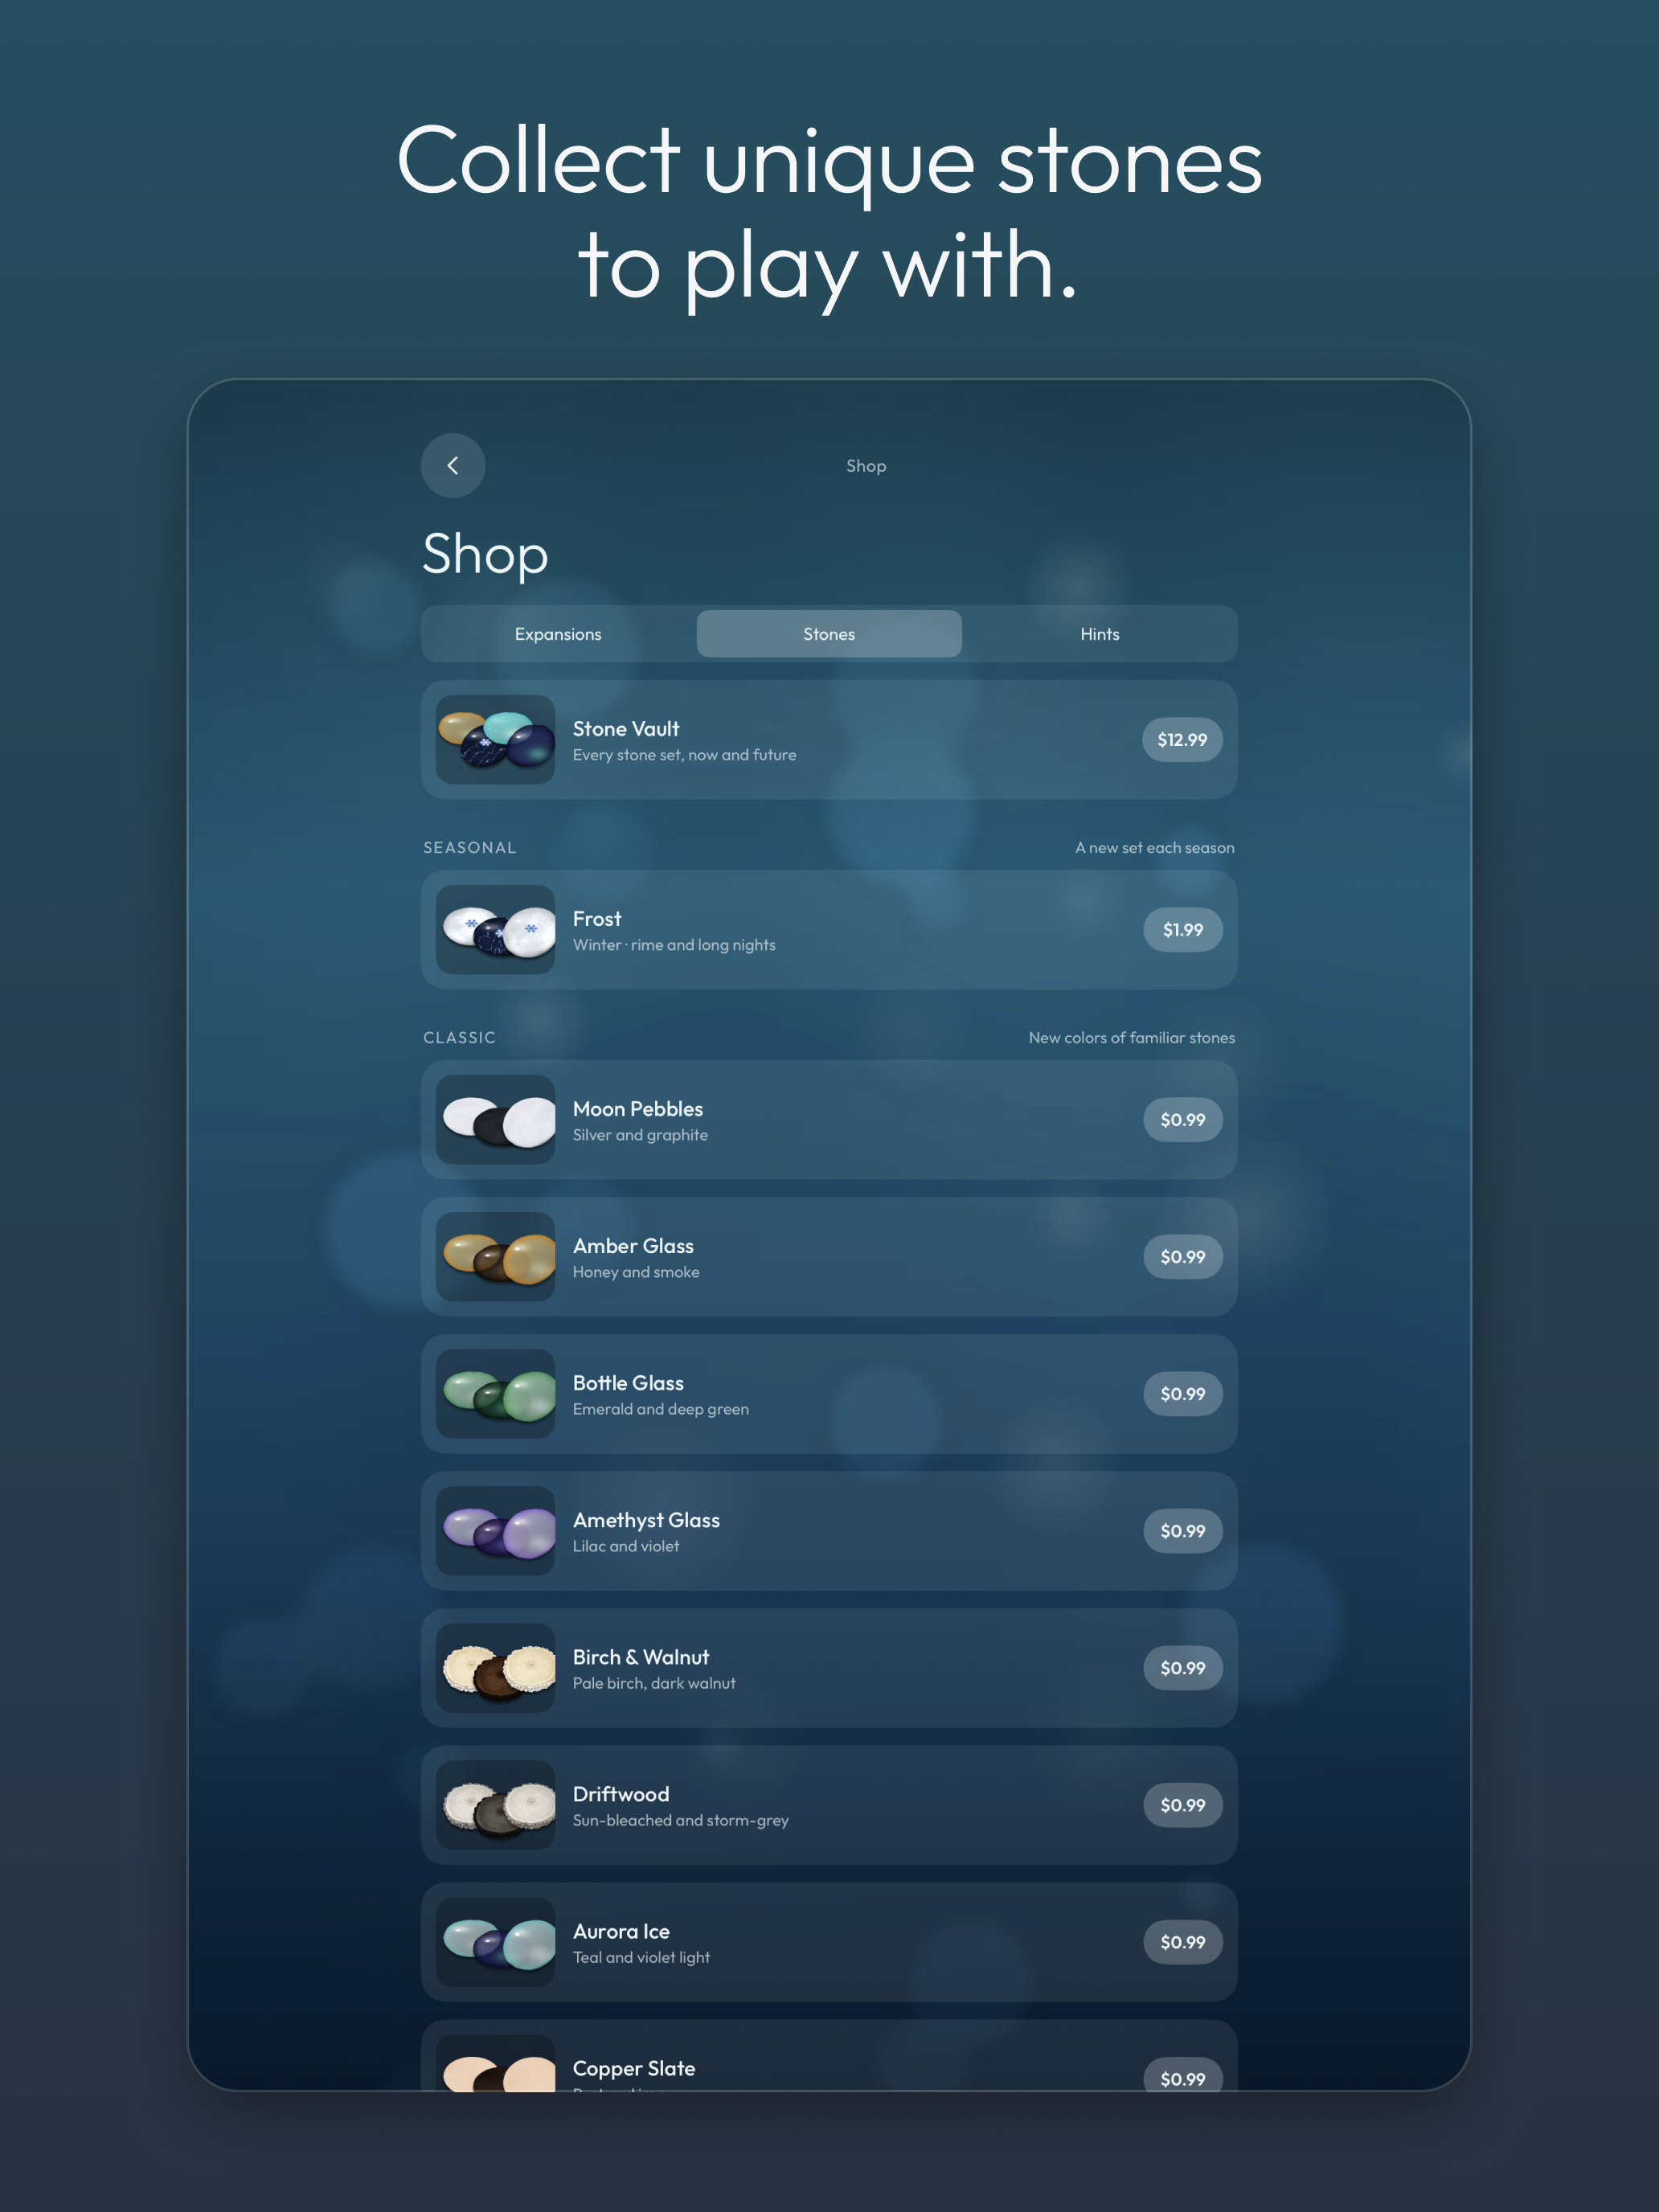 Collect unique stones
to play with.
Shop
Shop
Expansions
Stones
Hints
Stone Vault
Every stone set, now and future
$12.99
SEASONAL
A new set each season
Frost
Winter · rime and long nights
$1.99
CLASSIC
New colors of familiar stones
Moon Pebbles
Silver and graphite
$0.99
Amber Glass
Honey and smoke
$0.99
Bottle Glass
Emerald and deep green
$0.99
Amethyst Glass
Lilac and violet
$0.99
Birch & Walnut
Pale birch, dark walnut
$0.99
Driftwood
Sun-bleached and storm-grey
$0.99
Aurora Ice
Teal and violet light
$0.99
Copper Slate
$0.99